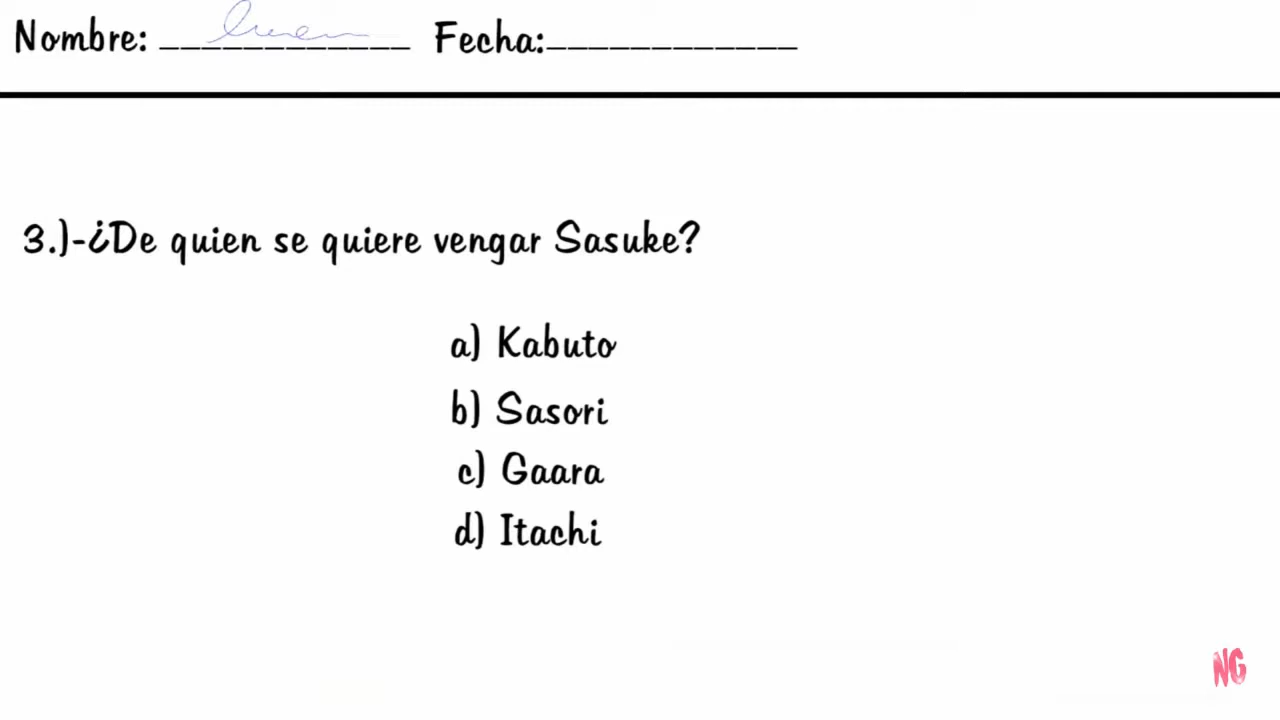 Nombre: ____________ Fecha:____________
3.)-¿De quien se quiere vengar Sasuke?
a) Kabuto
b) Sasori
c) Gaara
d) Itachi
NG